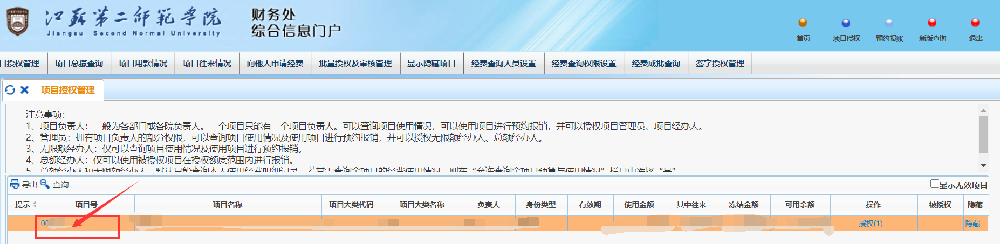 江苏第二师范学院
Jiangsu Second Normal University
财务处
综合信息门户
首页 项目授权 预约报账 新版查询 退出
目授权管理 项目总揽查询 项目用款情况 项目往来情况 向他人申请经费 批量授权及审核管理 显示隐藏项目 经费查询人员设置 经费查询权限设置 经费成批查询 签字授权管理
项目授权管理
注意事项：
1、项目负责人：一般为各部门或各院负责人。一个项目只能有一个项目负责人。可以查询项目使用情况，可以使用项目进行预约报销，并可以授权项目管理员、项目经办人。
2、管理员：拥有项目负责人的部分权限，可以查询项目使用情况及使用项目进行预约报销，并可以授权无限额经办人、总额经办人。
3、无限额经办人：仅可以查询项目使用情况及使用项目进行预约报销。
4、总额经办人：仅可以使用被授权项目在授权额度范围内进行报销。
5、总额经办人和无限额经办人，默认只能查询本人使用经费明细记录，若其需查询全项目的经费使用情况，则在“允许查询全项目预算与使用情况”栏目中选择“是”
导出 查询 显示无效项目
提示 项目号 项目名称 项目大类代码 项目大类名称 负责人 身份类型 有效期 使用金额 其中往来 冻结金额 可用余额 操作 被授权 隐藏
00 授权(1) 隐藏